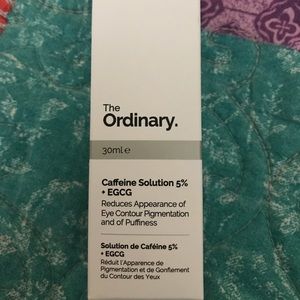 The
Ordinary.
30ml ℮
Caffeine Solution 5%
+ EGCG
Reduces Appearance of
Eye Contour Pigmentation
and of Puffiness
Solution de Caféine 5%
+ EGCG
Réduit l'Apparence de
Pigmentation et de Gonflement
du Contour des Yeux